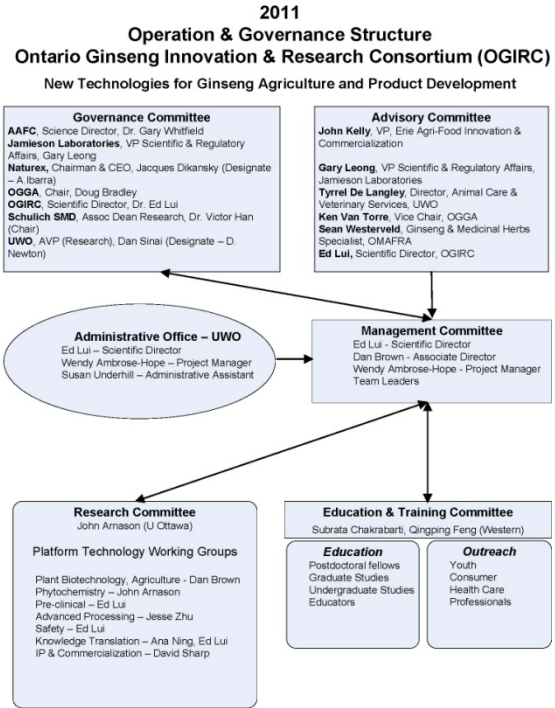 2011
Operation & Governance Structure
Ontario Ginseng Innovation & Research Consortium (OGIRC)
New Technologies for Ginseng Agriculture and Product Development
Governance Committee
AAFC, Science Director, Dr. Gary Whitfield
Jamieson Laboratories, VP Scientific & Regulatory
Affairs, Gary Leong
Naturex, Chairman & CEO, Jacques Dikansky (Designate
– A.Ibarra)
OGGA, Chair, Doug Bradley
OGIRC, Scientific Director, Dr. Ed Lui
Schulich SMD, Assoc Dean Research, Dr. Victor Han
(Chair)
UWO, AVP (Research), Dan Sinai (Designate – D.
Newton)
Advisory Committee
John Kelly, VP, Erie Agri-Food Innovation &
Commercialization
Gary Leong, VP Scientific & Regulatory Affairs,
Jamieson Laboratories
Tyrrel De Langley, Director, Animal Care &
Veterinary Services, UWO
Ken Van Torre, Vice Chair, OGGA
Sean Westerveld, Ginseng & Medicinal Herbs
Specialist, OMAFRA
Ed Lui, Scientific Director, OGIRC
Administrative Office – UWO
Ed Lui – Scientific Director
Wendy Ambrose-Hope – Project Manager
Susan Underhill – Administrative Assistant
Management Committee
Ed Lui - Scientific Director
Dan Brown - Associate Director
Wendy Ambrose-Hope - Project Manager
Team Leaders
Research Committee
John Arnason (U Ottawa)
Platform Technology Working Groups
Plant Biotechnology, Agriculture - Dan Brown
Phytochemistry – John Arnason
Pre-clinical – Ed Lui
Advanced Processing – Jesse Zhu
Safety – Ed Lui
Knowledge Translation – Ana Ning, Ed Lui
IP & Commercialization – David Sharp
Education & Training Committee
Subrata Chakrabarti, Qingping Feng (Western)
Education
Postdoctoral fellows
Graduate Studies
Undergraduate Studies
Educators
Outreach
Youth
Consumer
Health Care
Professionals